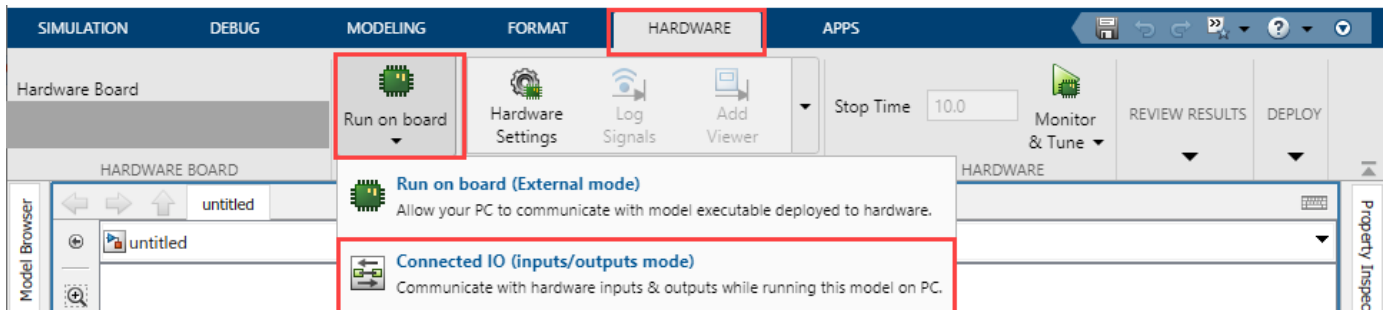 SIMULATION DEBUG MODELING FORMAT HARDWARE APPS
Hardware Board
Run on board
Hardware Settings
Log Signals
Add Viewer
Stop Time 10.0
Monitor & Tune
REVIEW RESULTS
DEPLOY
HARDWARE BOARD
HARDWARE
Run on board (External mode)
Allow your PC to communicate with model executable deployed to hardware.
Connected IO (inputs/outputs mode)
Communicate with hardware inputs & outputs while running this model on PC.
Model Browser
untitled
untitled
Property